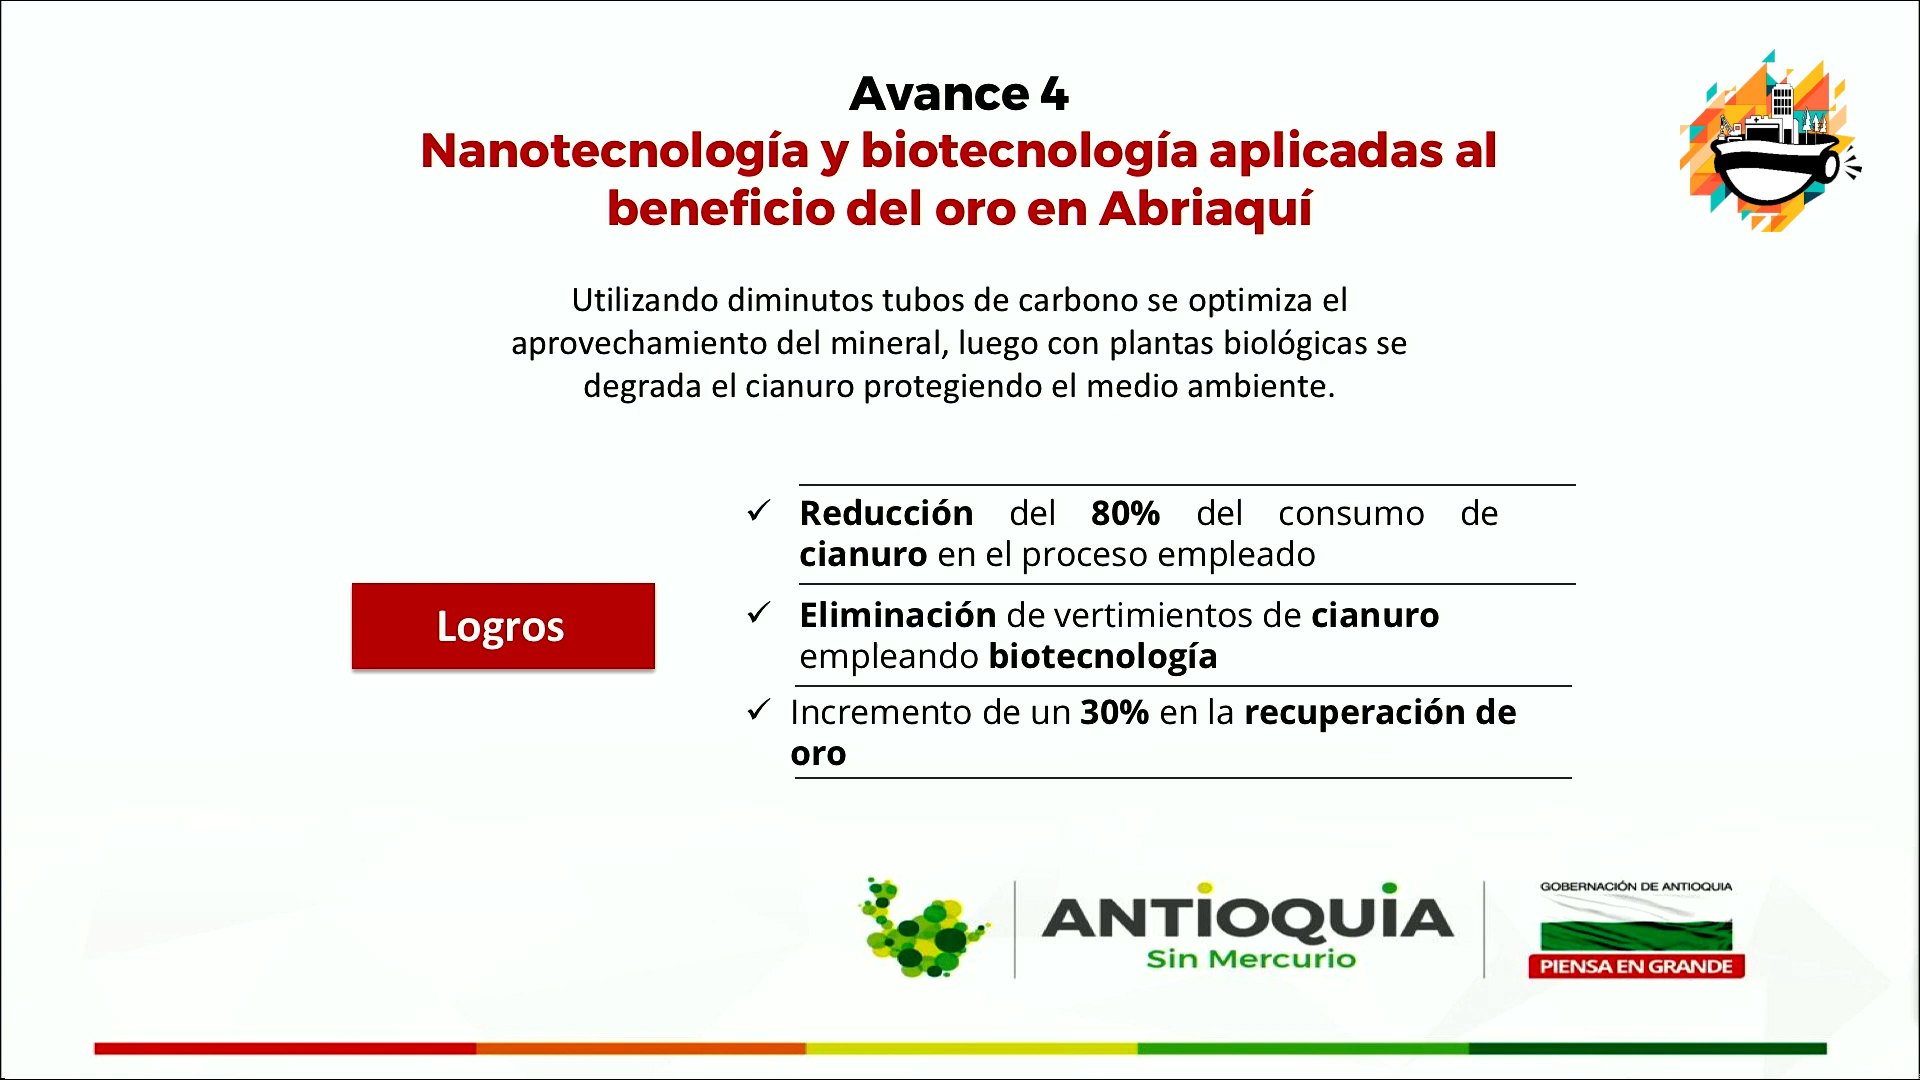 Avance 4
Nanotecnología y biotecnología aplicadas al
beneficio del oro en Abriaquí
Utilizando diminutos tubos de carbono se optimiza el
aprovechamiento del mineral, luego con plantas biológicas se
degrada el cianuro protegiendo el medio ambiente.
Logros
✓ Reducción del 80% del consumo de
cianuro en el proceso empleado
✓ Eliminación de vertimientos de cianuro
empleando biotecnología
✓ Incremento de un 30% en la recuperación de
oro
ANTIOQUIA
Sin Mercurio
GOBERNACIÓN DE ANTIOQUIA
PIENSA EN GRANDE